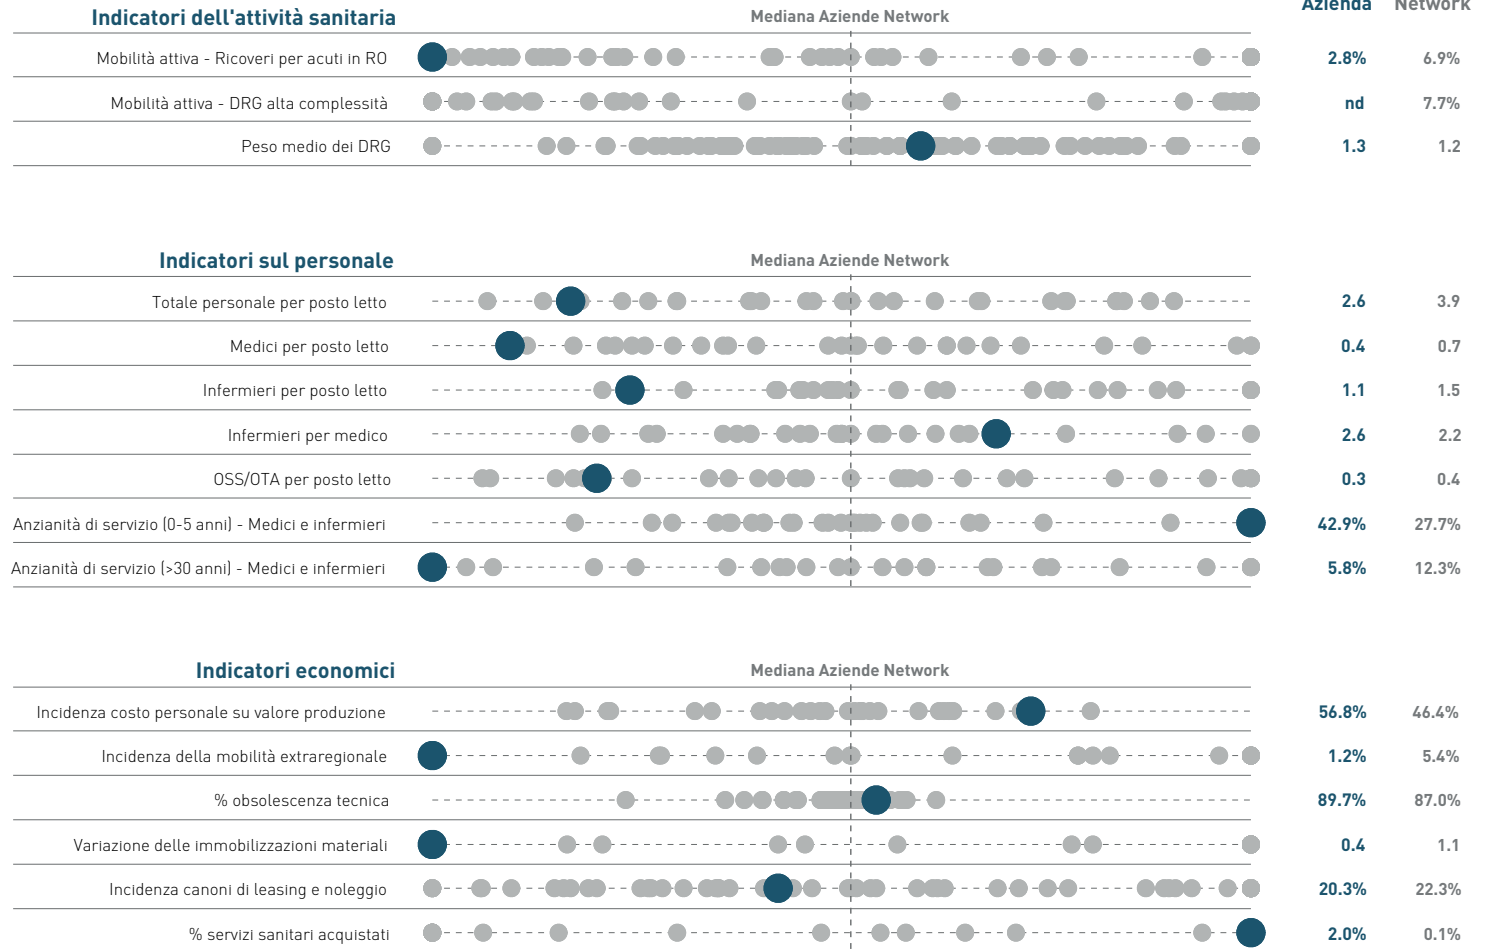 Azienda Network
Indicatori dell'attività sanitaria Mediana Aziende Network
Mobilità attiva - Ricoveri per acuti in RO 2.8% 6.9%
Mobilità attiva - DRG alta complessità nd 7.7%
Peso medio dei DRG 1.3 1.2
Indicatori sul personale Mediana Aziende Network
Totale personale per posto letto 2.6 3.9
Medici per posto letto 0.4 0.7
Infermieri per posto letto 1.1 1.5
Infermieri per medico 2.6 2.2
OSS/OTA per posto letto 0.3 0.4
Anzianità di servizio (0-5 anni) - Medici e infermieri 42.9% 27.7%
Anzianità di servizio (>30 anni) - Medici e infermieri 5.8% 12.3%
Indicatori economici Mediana Aziende Network
Incidenza costo personale su valore produzione 56.8% 46.4%
Incidenza della mobilità extraregionale 1.2% 5.4%
% obsolescenza tecnica 89.7% 87.0%
Variazione delle immobilizzazioni materiali 0.4 1.1
Incidenza canoni di leasing e noleggio 20.3% 22.3%
% servizi sanitari acquistati 2.0% 0.1%